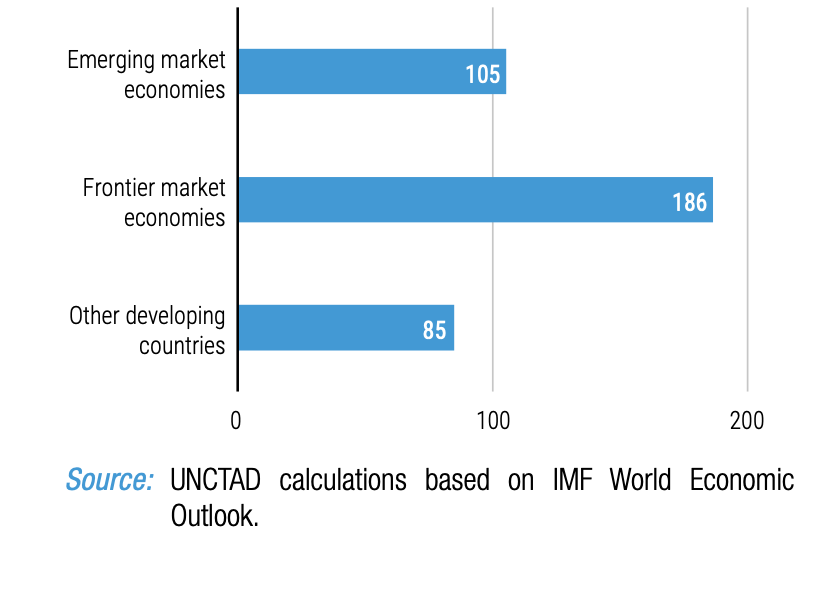 Emerging market
economies
105
Frontier market
economies
186
Other developing
countries
85
0 100 200
Source: UNCTAD calculations based on IMF World Economic
Outlook.